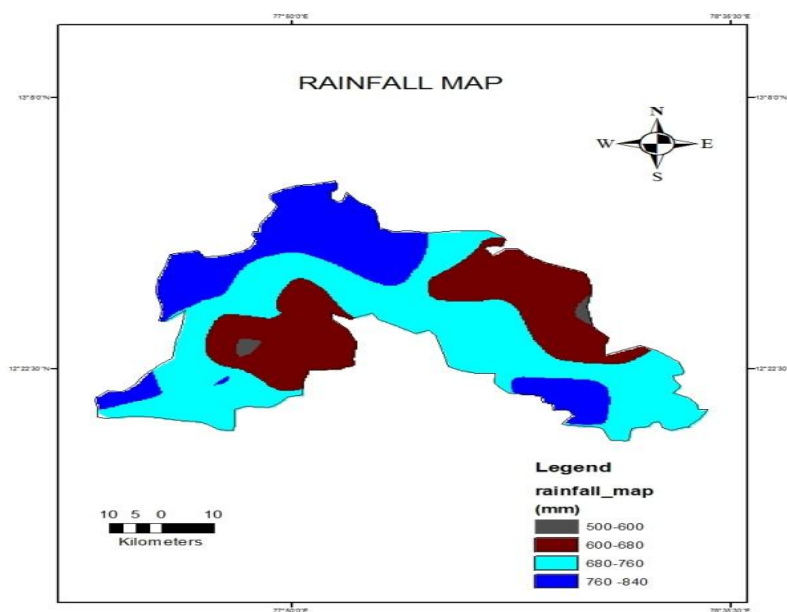 77°50'0"E
78°35'30"E
RAINFALL MAP
13°8'0"N
13°8'0"N
N
W
E
S
12°22'30"N
12°22'30"N
Legend
rainfall_map
(mm)
500-600
600-680
680-760
760 -840
10 5 0 10
Kilometers
77°50'0"E
78°35'30"E